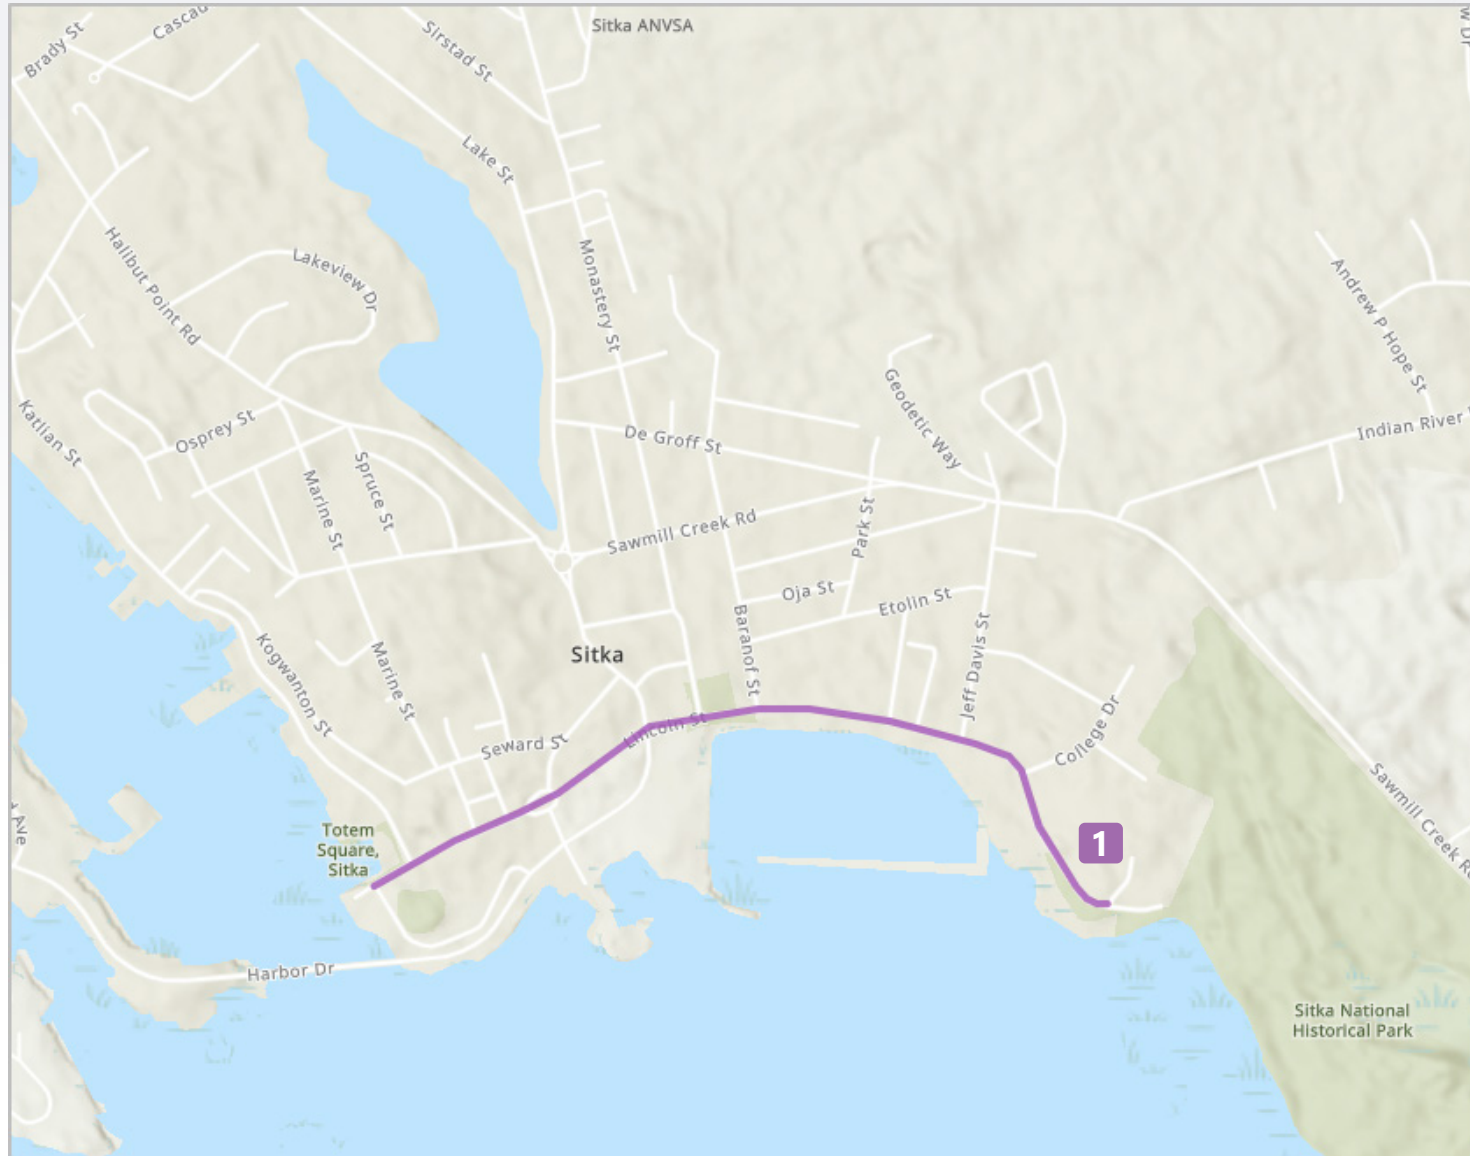 Sitka ANVSA
Brady St
Sirstad St
Lake St
Halibut Point Rd
Lakeview Dr
Monastery St
Andrew P Hope St
Geodetic Way
Katlian St
Osprey St
De Groff St
Indian River
Spruce St
Marine St
Sawmill Creek Rd
Park St
Oja St
Etolin St
Baranof St
Jeff Davis St
Sitka
Kogwanton St
Marine St
College Dr
Seward St
Lincoln St
Sawmill Creek
Totem
Square,
Sitka
1
Ave
Harbor Dr
Sitka National
Historical Park